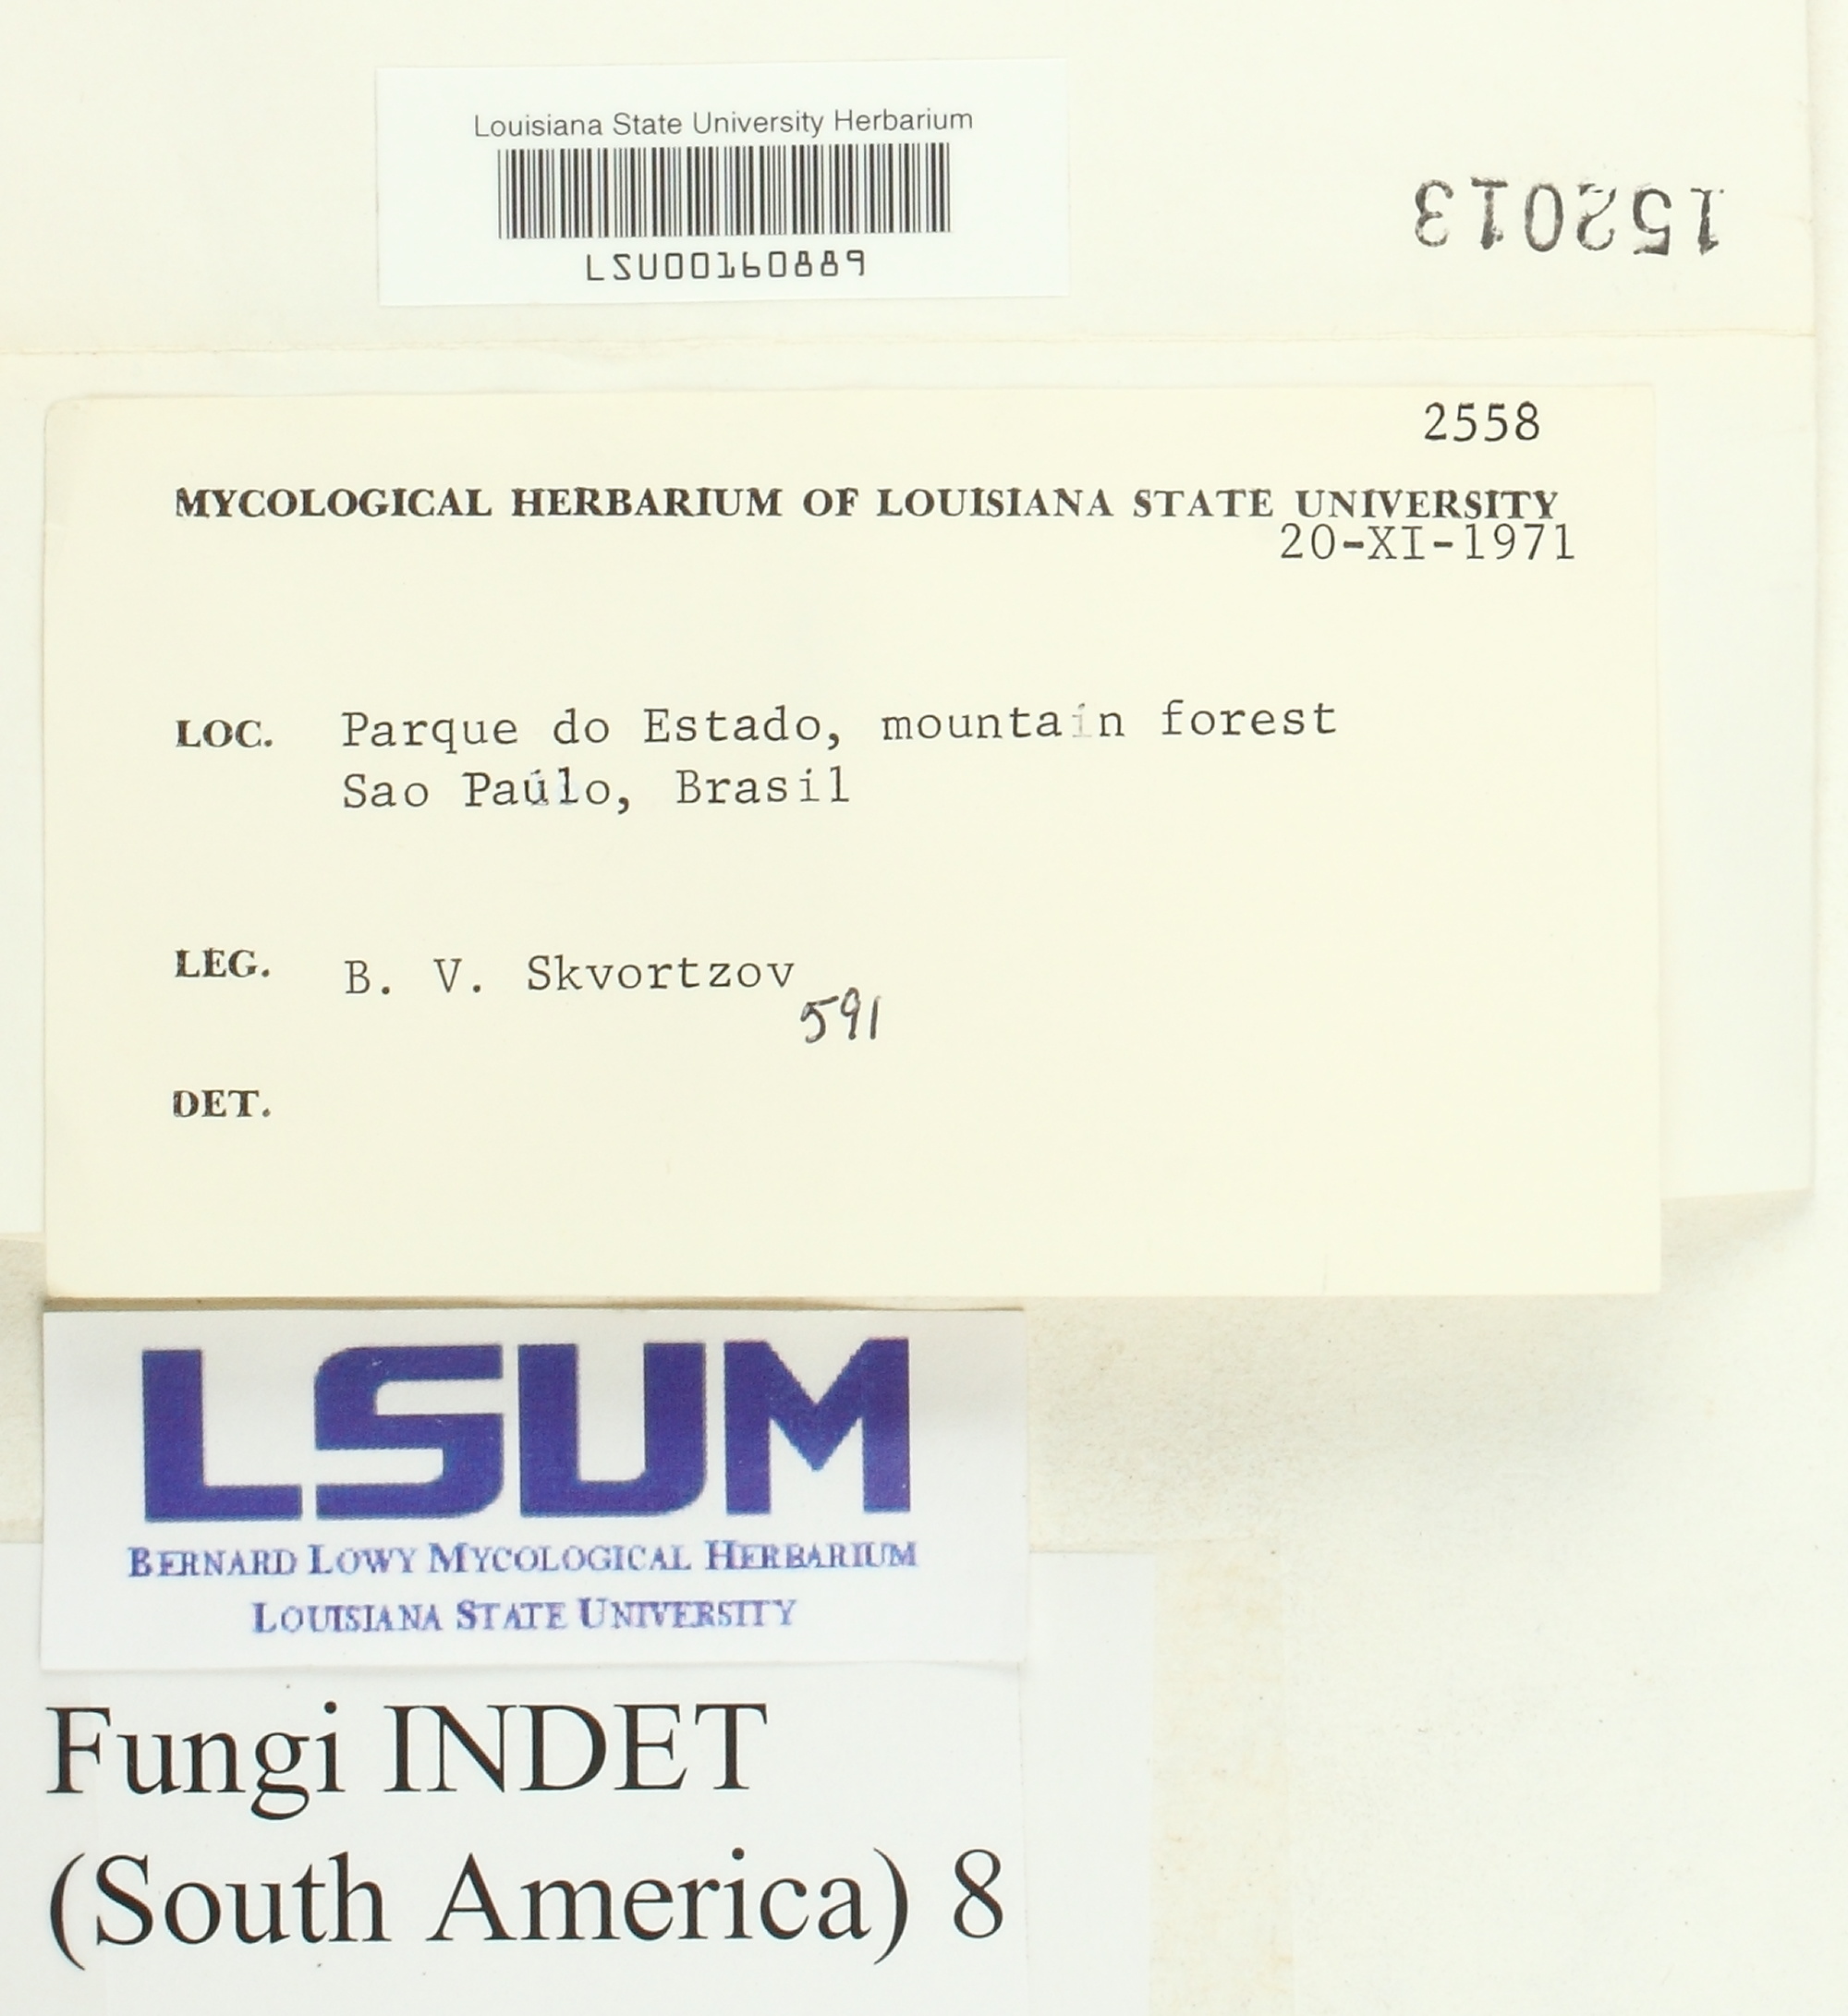 Louisiana State University Herbarium
LSU00160889
152013
2558
MYCOLOGICAL HERBARIUM OF LOUISIANA STATE UNIVERSITY
20-XI-1971
LOC. Parque do Estado, mountain forest
Sao Paulo, Brasil
LEG. B. V. Skvortzov
591
DET.
LSUM
BERNARD LOWY MYCOLOGICAL HERBARIUM
LOUISIANA STATE UNIVERSITY
Fungi INDET
(South America) 8